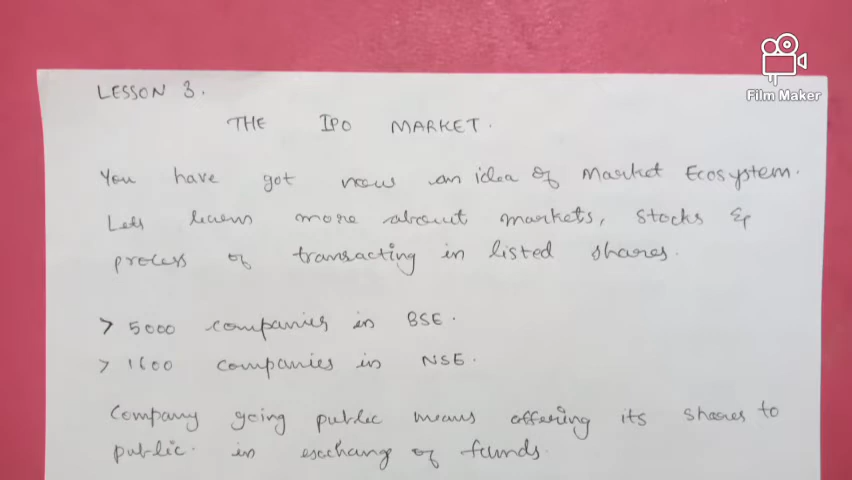 LESSON 3.
Film Maker
THE IPO MARKET.
You have got now an idea of Market Ecosystem.
Lets learn more about markets, stocks &
process of transacting in listed shares.
> 5000 companies in BSE.
> 1600 companies in NSE.
Company going public means offering its shares to
public. in exchang of funds.